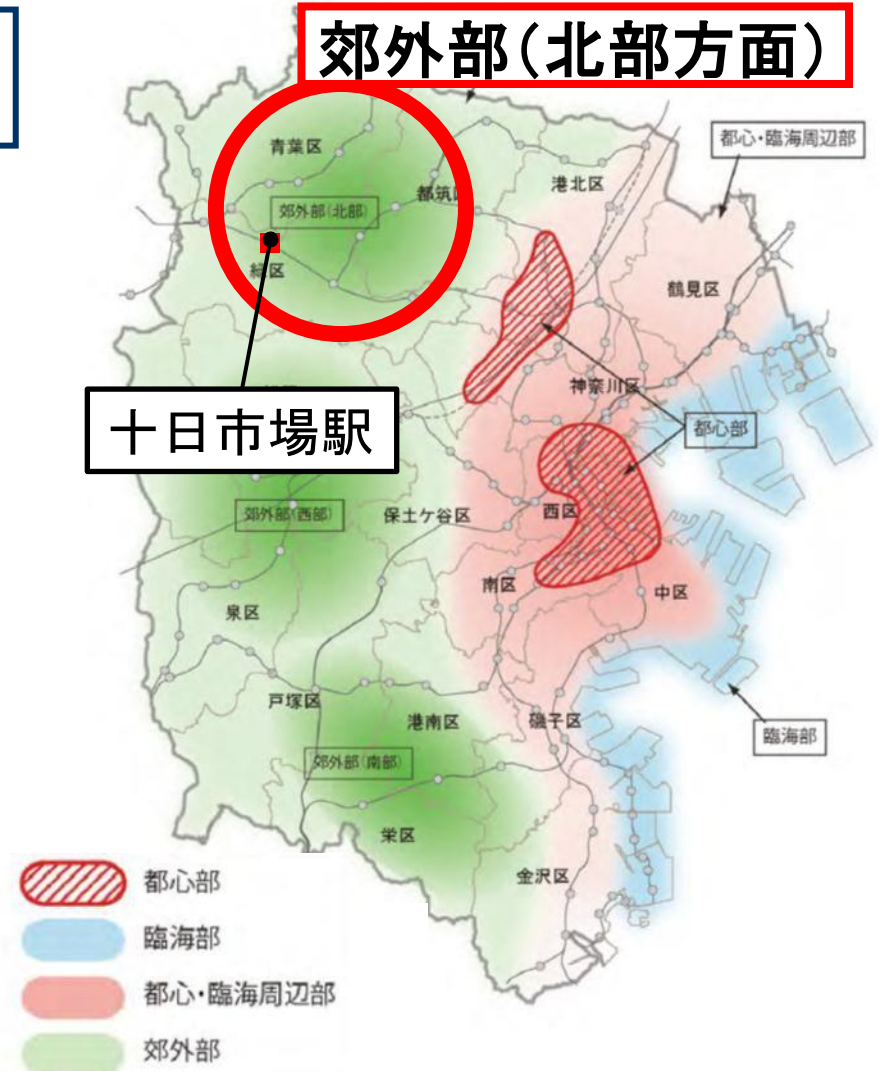 郊外部(北部方面)
都心・臨海周辺部
青葉区
港北区
郊外部(北部)
緑区
鶴見区
神奈川区
十日市場駅
都心部
郊外部(西部)
保土ケ谷区
西区
南区
中区
泉区
戸塚区
港南区
磯子区
臨海部
郊外部(南部)
栄区
金沢区
都心部
臨海部
都心・臨海周辺部
郊外部